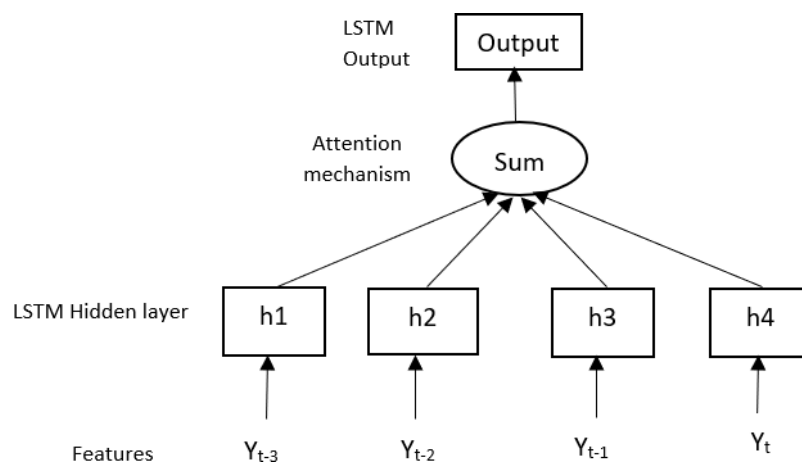 LSTM
Output
Output
Attention
mechanism
Sum
LSTM Hidden layer
h1 h2 h3 h4
Features Yt-3 Yt-2 Yt-1 Yt